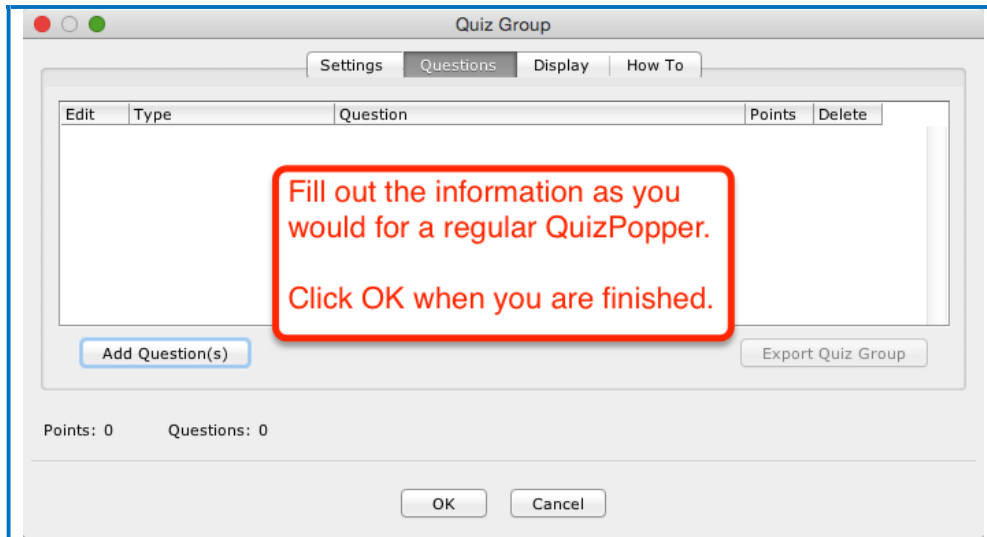 Quiz Group
Settings Questions Display How To
Edit Type Question Points Delete
Fill out the information as you
would for a regular QuizPopper.
Click OK when you are finished.
Add Question(s) Export Quiz Group
Points: 0 Questions: 0
OK Cancel